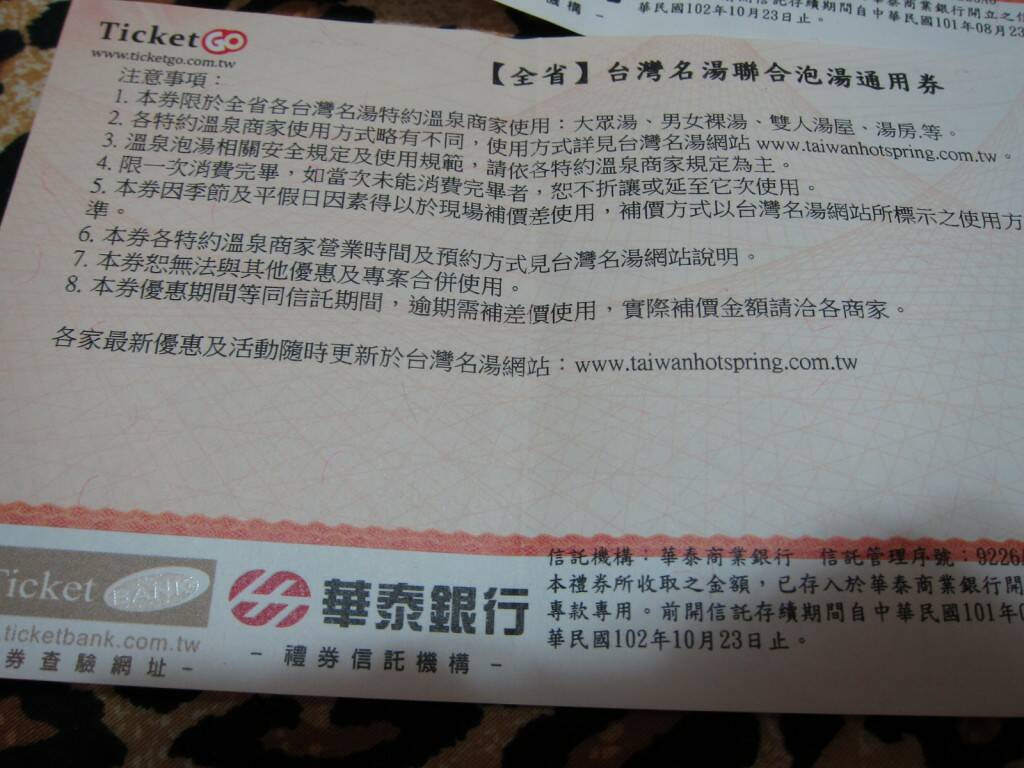 機構 -
商業銀行開立之信
華民國102年10月23日止。
前開信託存續期間自中華民國101年08月23
Ticket GO
www.ticketgo.com.tw
【全省】台灣名湯聯合泡湯通用券
注意事項：
1. 本券限於全省各台灣名湯特約溫泉商家使用：大眾湯、男女裸湯、雙人湯屋、湯房.等。
2. 各特約溫泉商家使用方式略有不同，使用方式詳見台灣名湯網站 www.taiwanhotspring.com.tw。
3. 溫泉泡湯相關安全規定及使用規範，請依各特約溫泉商家規定為主。
4. 限一次消費完畢，如當次未能消費完畢者，恕不折讓或延至它次使用。
5. 本券因季節及平假日因素得以於現場補價差使用，補價方式以台灣名湯網站所標示之使用方
準。
6. 本券各特約溫泉商家營業時間及預約方式見台灣名湯網站說明。
7. 本券恕無法與其他優惠及專案合併使用。
8. 本券優惠期間等同信託期間，逾期需補差價使用，實際補價金額請洽各商家。
各家最新優惠及活動隨時更新於台灣名湯網站：www.taiwanhotspring.com.tw
Ticket BANK
ticketbank.com.tw
券查驗網址 -
華泰銀行
- 禮券信託機構 -
信託機構：華泰商業銀行 信託管理序號：9226
本禮券所收取之金額，已存入於華泰商業銀行開
專款專用。前開信託存續期間自中華民國101年0
華民國102年10月23日止。